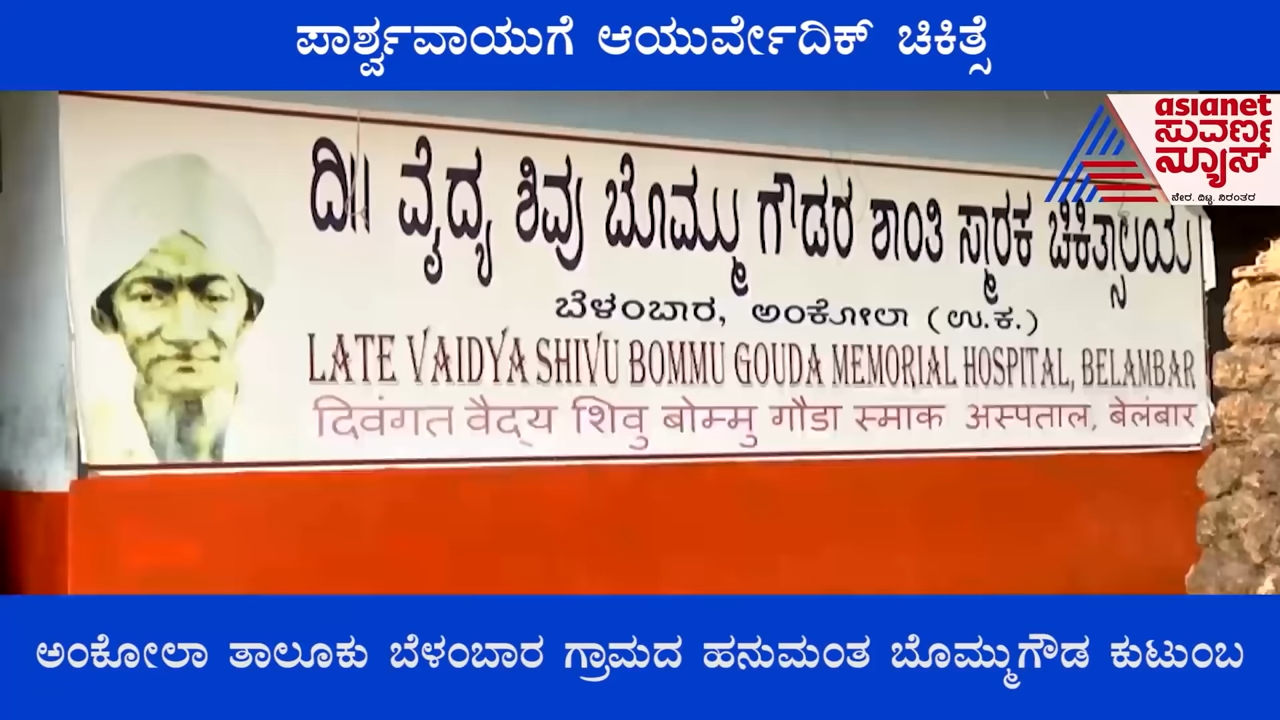 ಪಾರ್ಶ್ವವಾಯುಗೆ ಆಯುರ್ವೇದಿಕ್ ಚಿಕಿತ್ಸೆ
asianet
ಸುವರ್ಣ
ನ್ಯೂಸ್
ನೇರ. ದಿಟ್ಟ. ನಿರಂತರ
ದಿ|| ವೈದ್ಯ ಶಿವು ಬೊಮ್ಮು ಗೌಡರ ಶಾಂತಿ ಸ್ಮಾರಕ ಚಿಕಿತ್ಸಾಲಯ
ಬೆಳಂಬಾರ, ಅಂಕೋಲಾ (ಉ.ಕ.)
LATE VAIDYA SHIVU BOMMU GOUDA MEMORIAL HOSPITAL, BELAMBAR
दिवंगत वैद्य शिवु बोम्मु गौडा स्माक अस्पताल, बेलंबार
ಅಂಕೋಲಾ ತಾಲೂಕು ಬೆಳಂಬಾರ ಗ್ರಾಮದ ಹನುಮಂತ ಬೊಮ್ಮುಗೌಡ ಕುಟುಂಬ